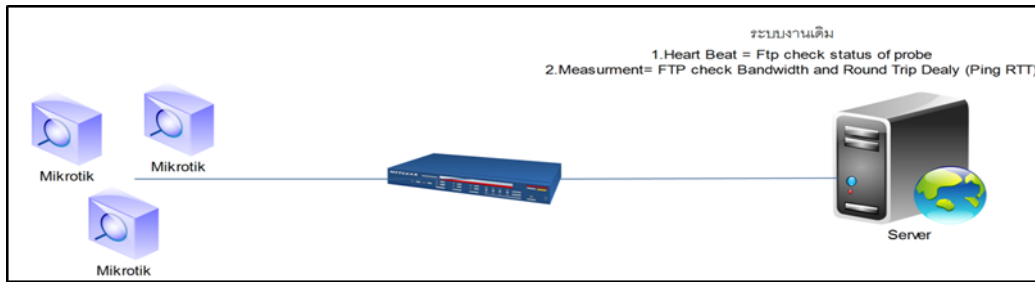 ระบบงานเดิม
1.Heart Beat = Ftp check status of probe
2.Measurment= FTP check Bandwidth and Round Trip Dealy (Ping RTT)
Mikrotik
Mikrotik
Mikrotik
NETGEAR
Server